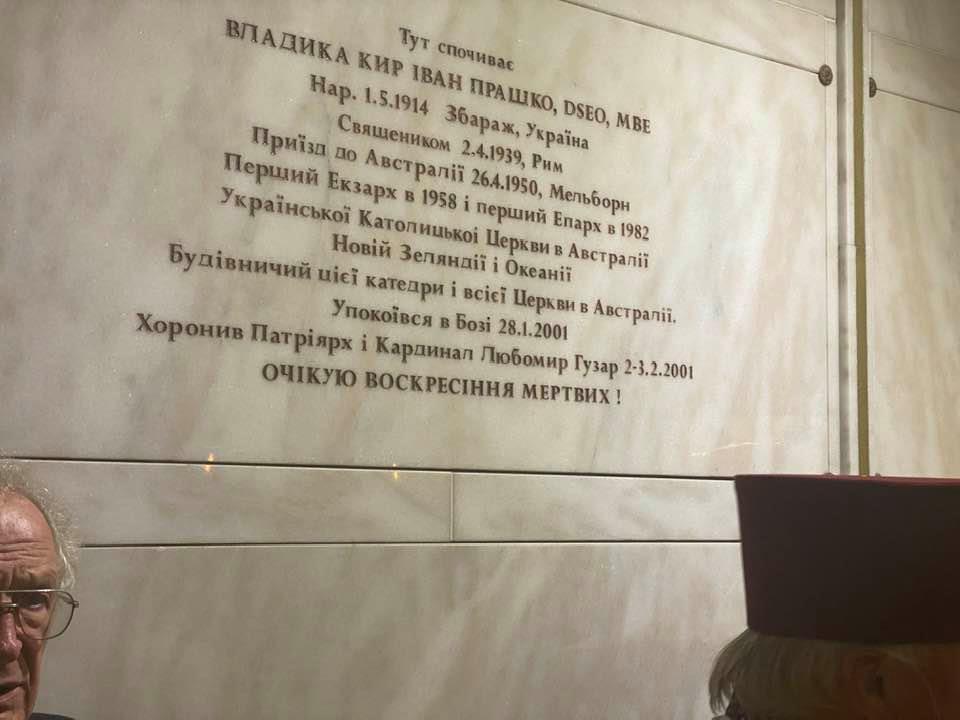 Тут спочиває
ВЛАДИКА КИР ІВАН ПРАШКО, DSEO, MBE
Нар. 1.5.1914 Збараж, Україна
Священиком 2.4.1939, Рим
Приїзд до Австралії 26.4.1950, Мельборн
Перший Екзарх в 1958 і перший Епарх в 1982
Української Католицької Церкви в Австралії
Новій Зеляндії і Океанії
Будівничий цієї катедри і всієї Церкви в Австралії.
Упокоївся в Бозі 28.1.2001
Хоронив Патріярх і Кардинал Любомир Гузар 2-3.2.2001
ОЧІКУЮ ВОСКРЕСІННЯ МЕРТВИХ !